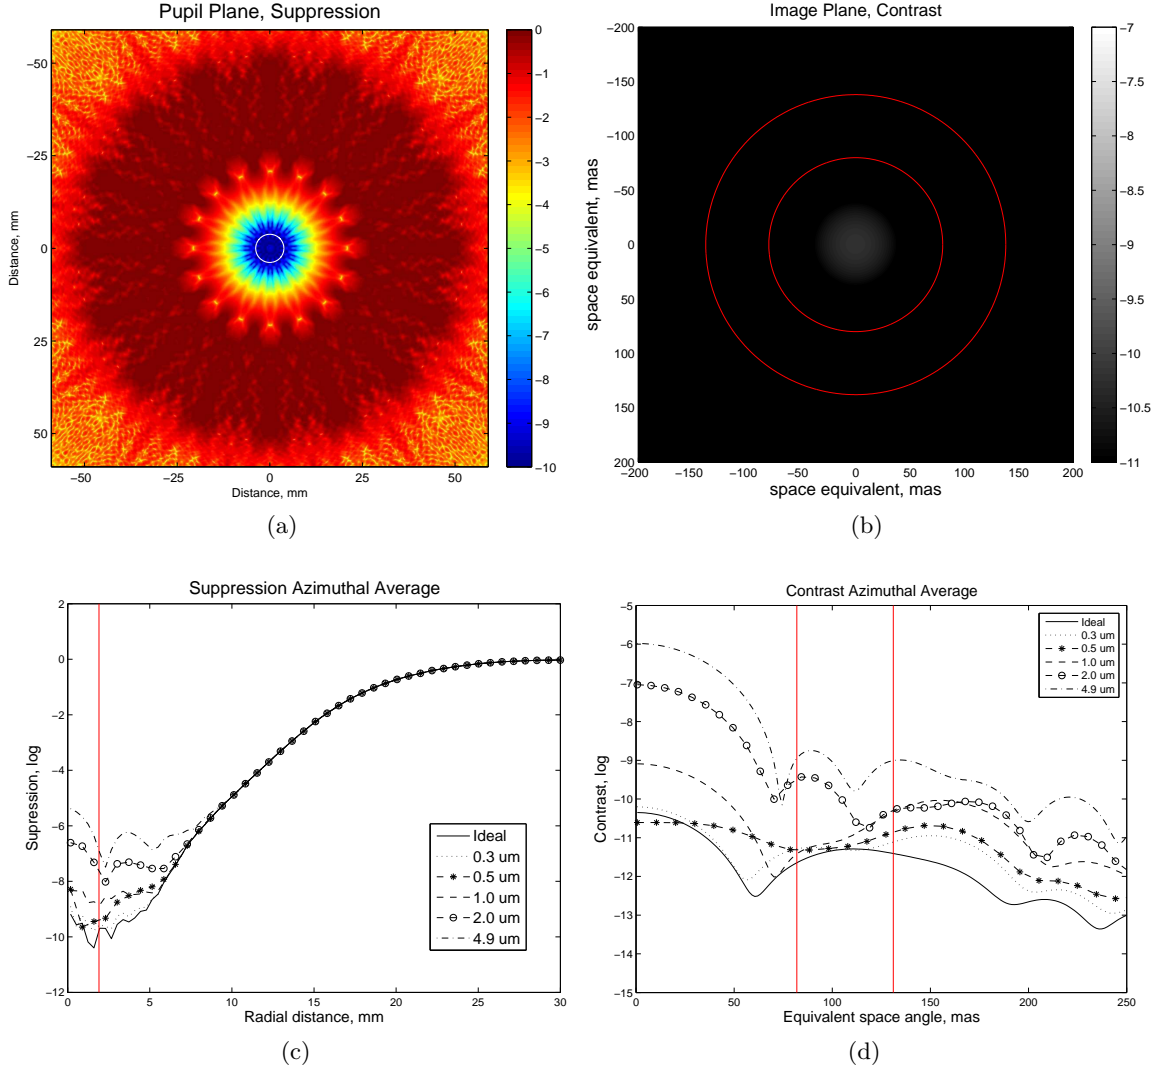 Pupil Plane, Suppression
−50
−25
0
25
50
Distance, mm
−50
−25
0
25
50
Distance, mm
0
−1
−2
−3
−4
−5
−6
−7
−8
−9
−10
(a)
Image Plane, Contrast
−200
−150
−100
−50
0
50
100
150
200
space equivalent, mas
−200
−150
−100
−50
0
50
100
150
200
space equivalent, mas
−7
−7.5
−8
−8.5
−9
−9.5
−10
−10.5
−11
(b)
Suppression Azimuthal Average
2
0
−2
−4
−6
−8
−10
−12
Supression, log
0
5
10
15
20
25
30
Radial distance, mm
Ideal
0.3 um
0.5 um
1.0 um
2.0 um
4.9 um
(c)
Contrast Azimuthal Average
−5
−6
−7
−8
−9
−10
−11
−12
−13
−14
−15
Contrast, log
0
50
100
150
200
250
Equivalent space angle, mas
Ideal
0.3 um
0.5 um
1.0 um
2.0 um
4.9 um
(d)